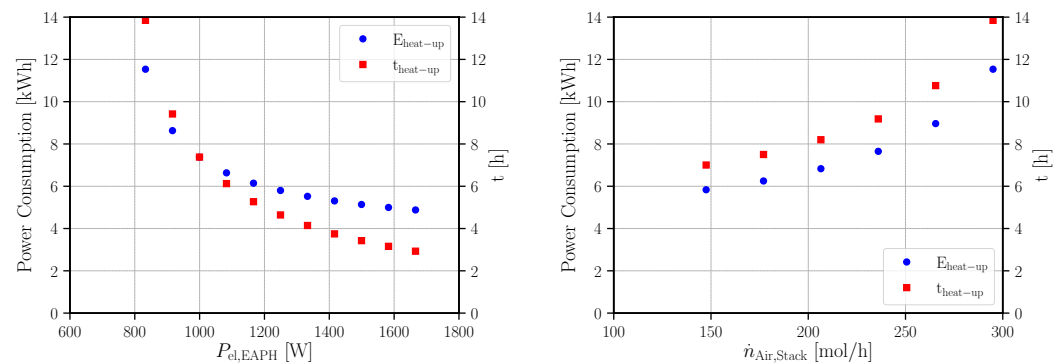 Power Consumption [kWh]
14
12
10
8
6
4
2
0
E_heat−up
t_heat−up
14
12
10
8
6
4
2
0
t [h]
600 800 1000 1200 1400 1600 1800
P_el,EAPH [W]
Power Consumption [kWh]
14
12
10
8
6
4
2
0
E_heat−up
t_heat−up
14
12
10
8
6
4
2
0
t [h]
100 150 200 250 300
ṅ_Air,Stack [mol/h]